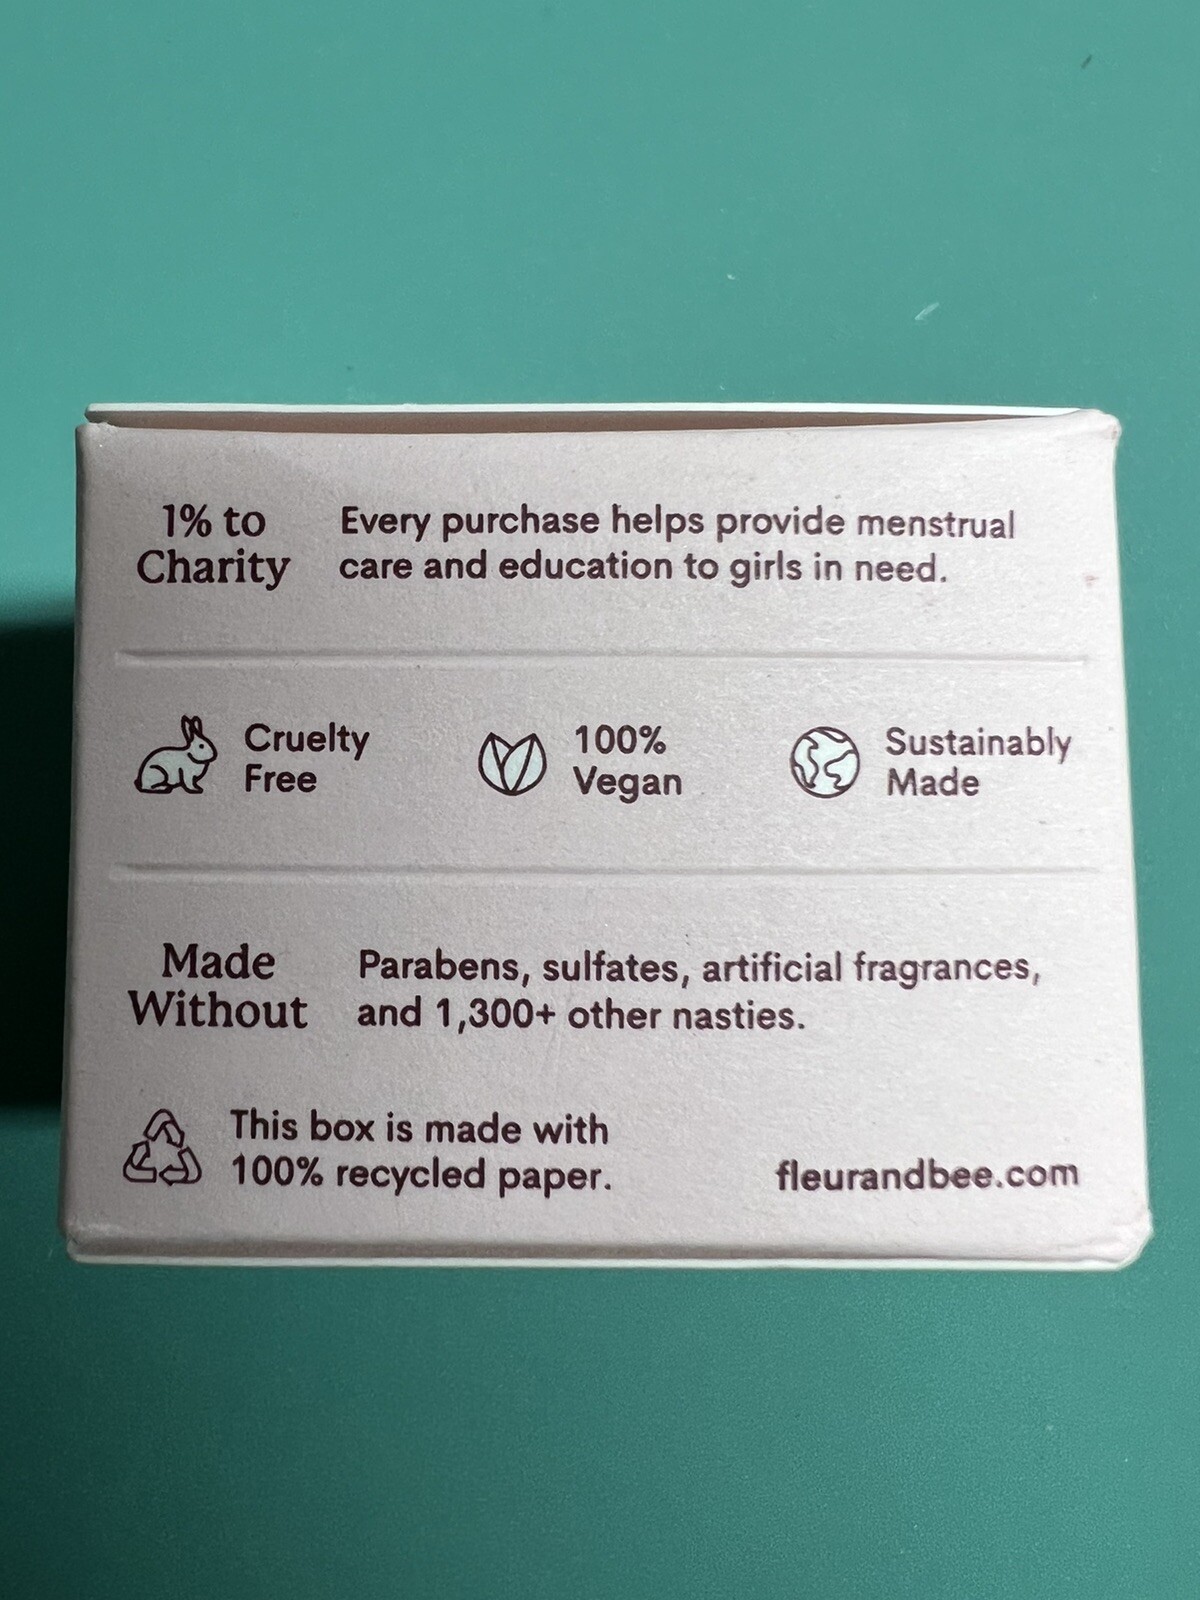 1% to
Charity
Every purchase helps provide menstrual
care and education to girls in need.
Cruelty
Free
100%
Vegan
Sustainably
Made
Made
Without
Parabens, sulfates, artificial fragrances,
and 1,300+ other nasties.
This box is made with
100% recycled paper.
fleurandbee.com